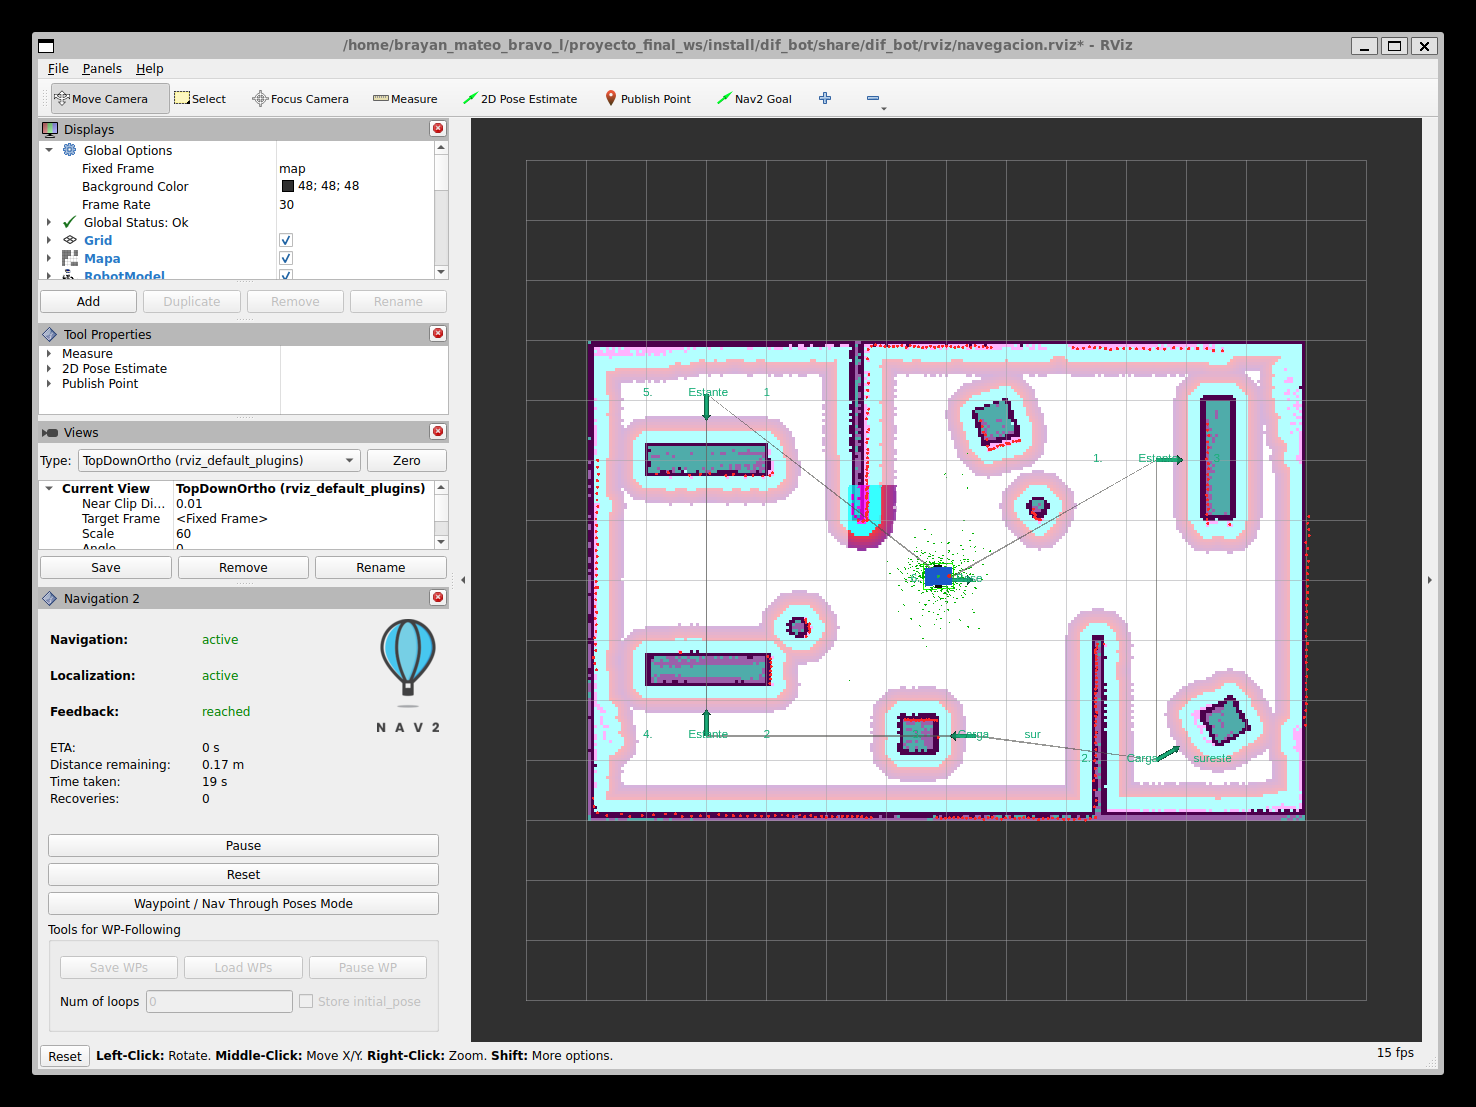 /home/brayan_mateo_bravo_l/proyecto_final_ws/install/dif_bot/share/dif_bot/rviz/navegacion.rviz* - RViz
File Panels Help
Move Camera Select Focus Camera Measure 2D Pose Estimate Publish Point Nav2 Goal
Displays
Global Options
Fixed Frame map
Background Color 48; 48; 48
Frame Rate 30
Global Status: Ok
Grid
Mapa
RobotModel
Add Duplicate Remove Rename
Tool Properties
Measure
2D Pose Estimate
Publish Point
Views
Type: TopDownOrtho (rviz_default_plugins) Zero
Current View TopDownOrtho (rviz_default_plugins)
Near Clip Di... 0.01
Target Frame <Fixed Frame>
Scale 60
Angle 0
Save Remove Rename
Navigation 2
Navigation: active
Localization: active
Feedback: reached
NAV2
ETA: 0 s
Distance remaining: 0.17 m
Time taken: 19 s
Recoveries: 0
Pause
Reset
Waypoint / Nav Through Poses Mode
Tools for WP-Following
Save WPs Load WPs Pause WP
Num of loops 0 Store initial_pose
5. Estante 1
1. Estante
4. Estante 2
Carga sur
2. Carga sureste
Reset Left-Click: Rotate. Middle-Click: Move X/Y. Right-Click: Zoom. Shift: More options. 15 fps